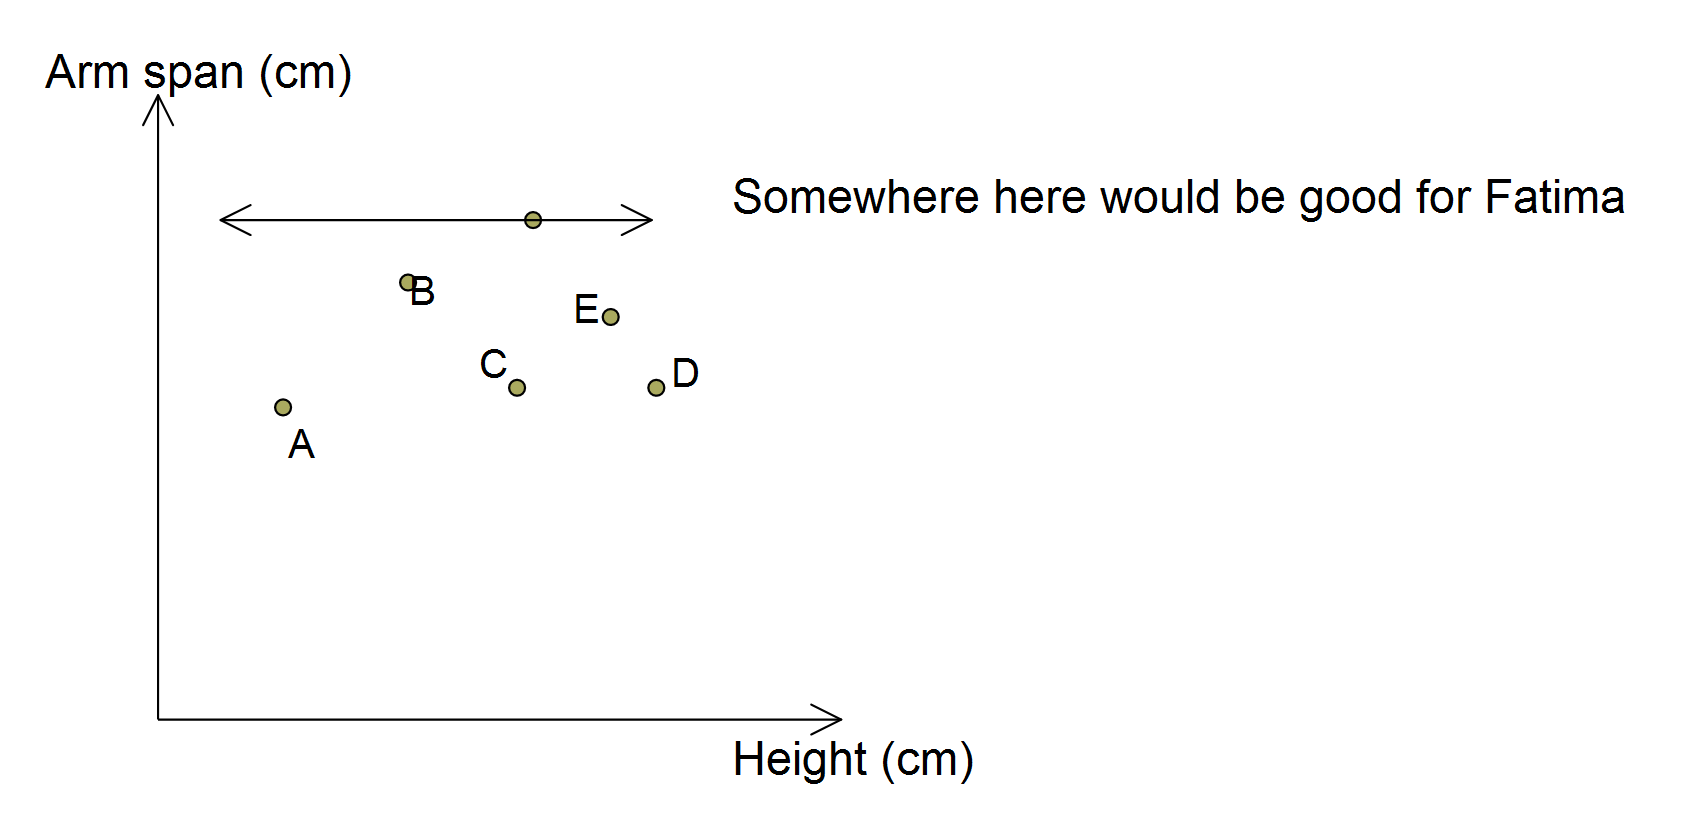 Arm span (cm)
Somewhere here would be good for Fatima
B
E
C
D
A
Height (cm)